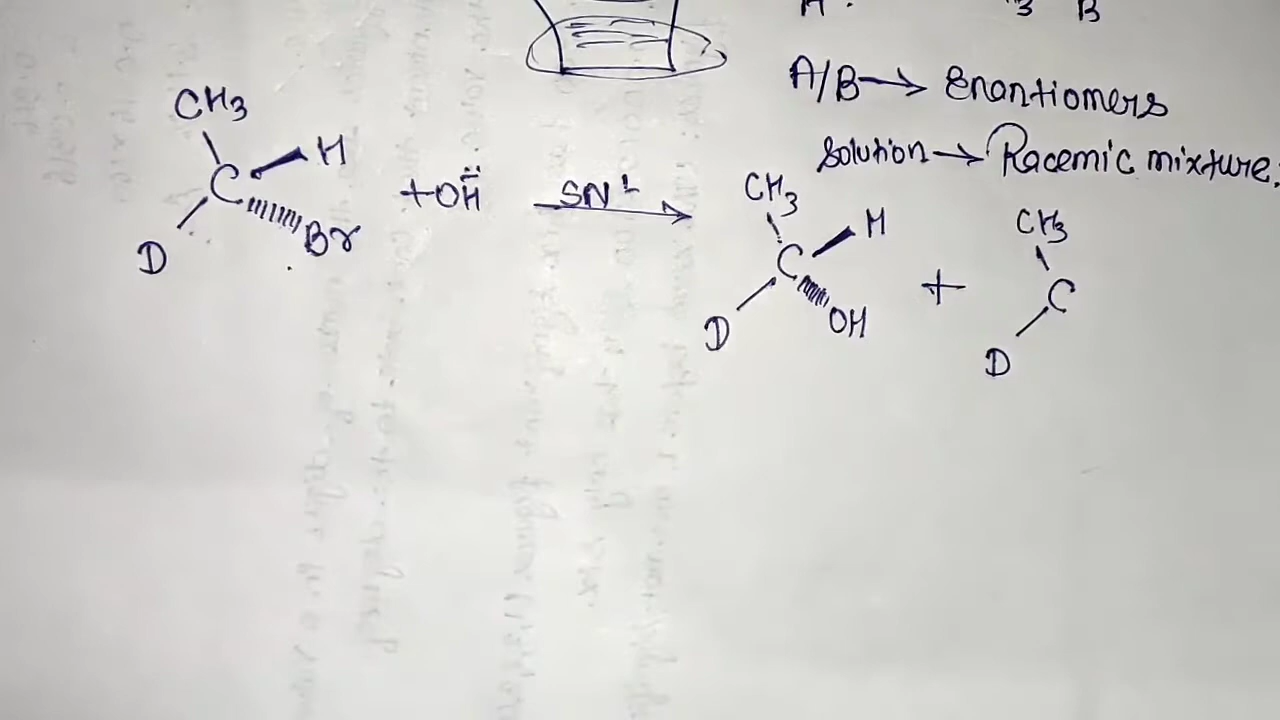 A/B → Enantiomers
Solution → Racemic mixture.
CH3
C
H
D
Br
+ OH
SN1
CH3
C
H
D
OH
+
CH3
C
D